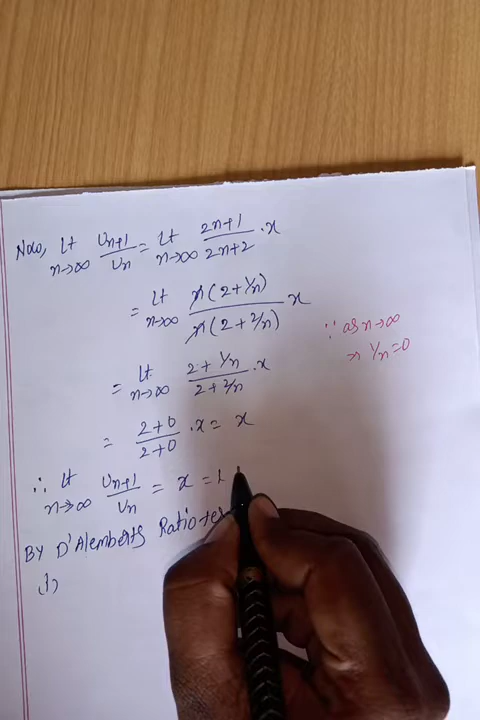 Now, Lt n→∞ Un+1/Un = Lt n→∞ 2n+1/2n+2 . x
= Lt n→∞ n(2+1/n)/n(2+2/n) x
∵ as n→∞
⇒ 1/n=0
= Lt n→∞ 2+1/n/2+2/n . x
= 2+0/2+0 . x = x
∴ Lt n→∞ Un+1/Un = x =
BY D'Alemberts Ratio